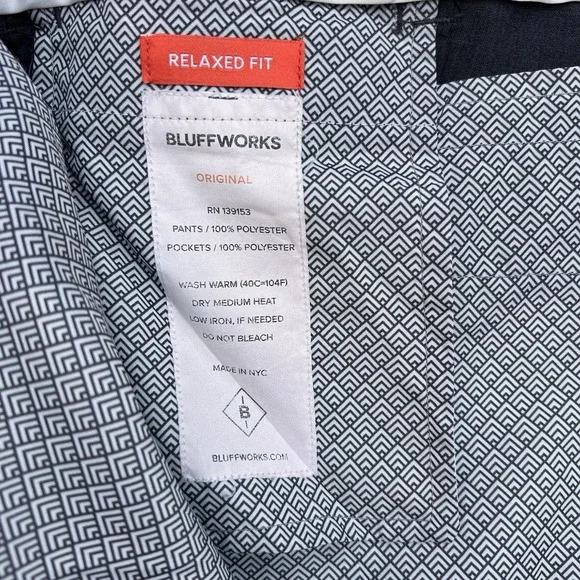 RELAXED FIT
BLUFFWORKS
ORIGINAL
RN 139153
PANTS / 100% POLYESTER
POCKETS / 100% POLYESTER
WASH WARM (40C=104F)
DRY MEDIUM HEAT
LOW IRON, IF NEEDED
DO NOT BLEACH
MADE IN NYC
B
BLUFFWORKS.COM